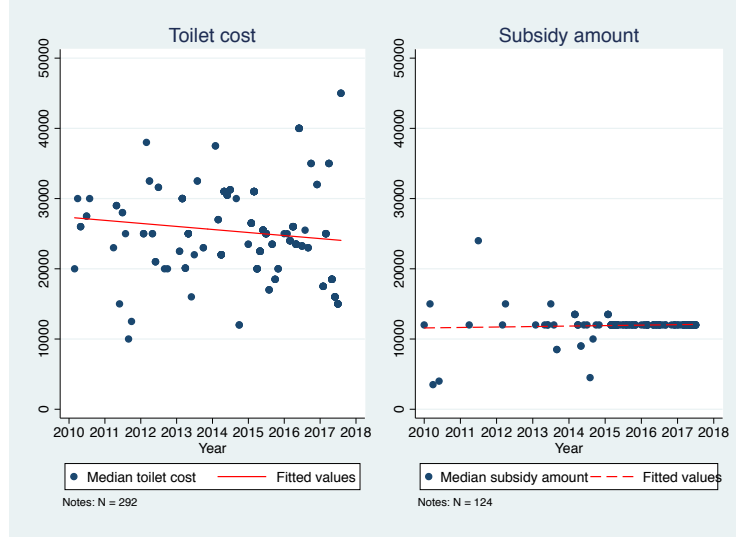 Toilet cost
50000
40000
30000
20000
10000
0
2010 2011 2012 2013 2014 2015 2016 2017 2018
Year
Median toilet cost Fitted values
Notes: N = 292
Subsidy amount
50000
40000
30000
20000
10000
0
2010 2011 2012 2013 2014 2015 2016 2017 2018
Year
Median subsidy amount Fitted values
Notes: N = 124